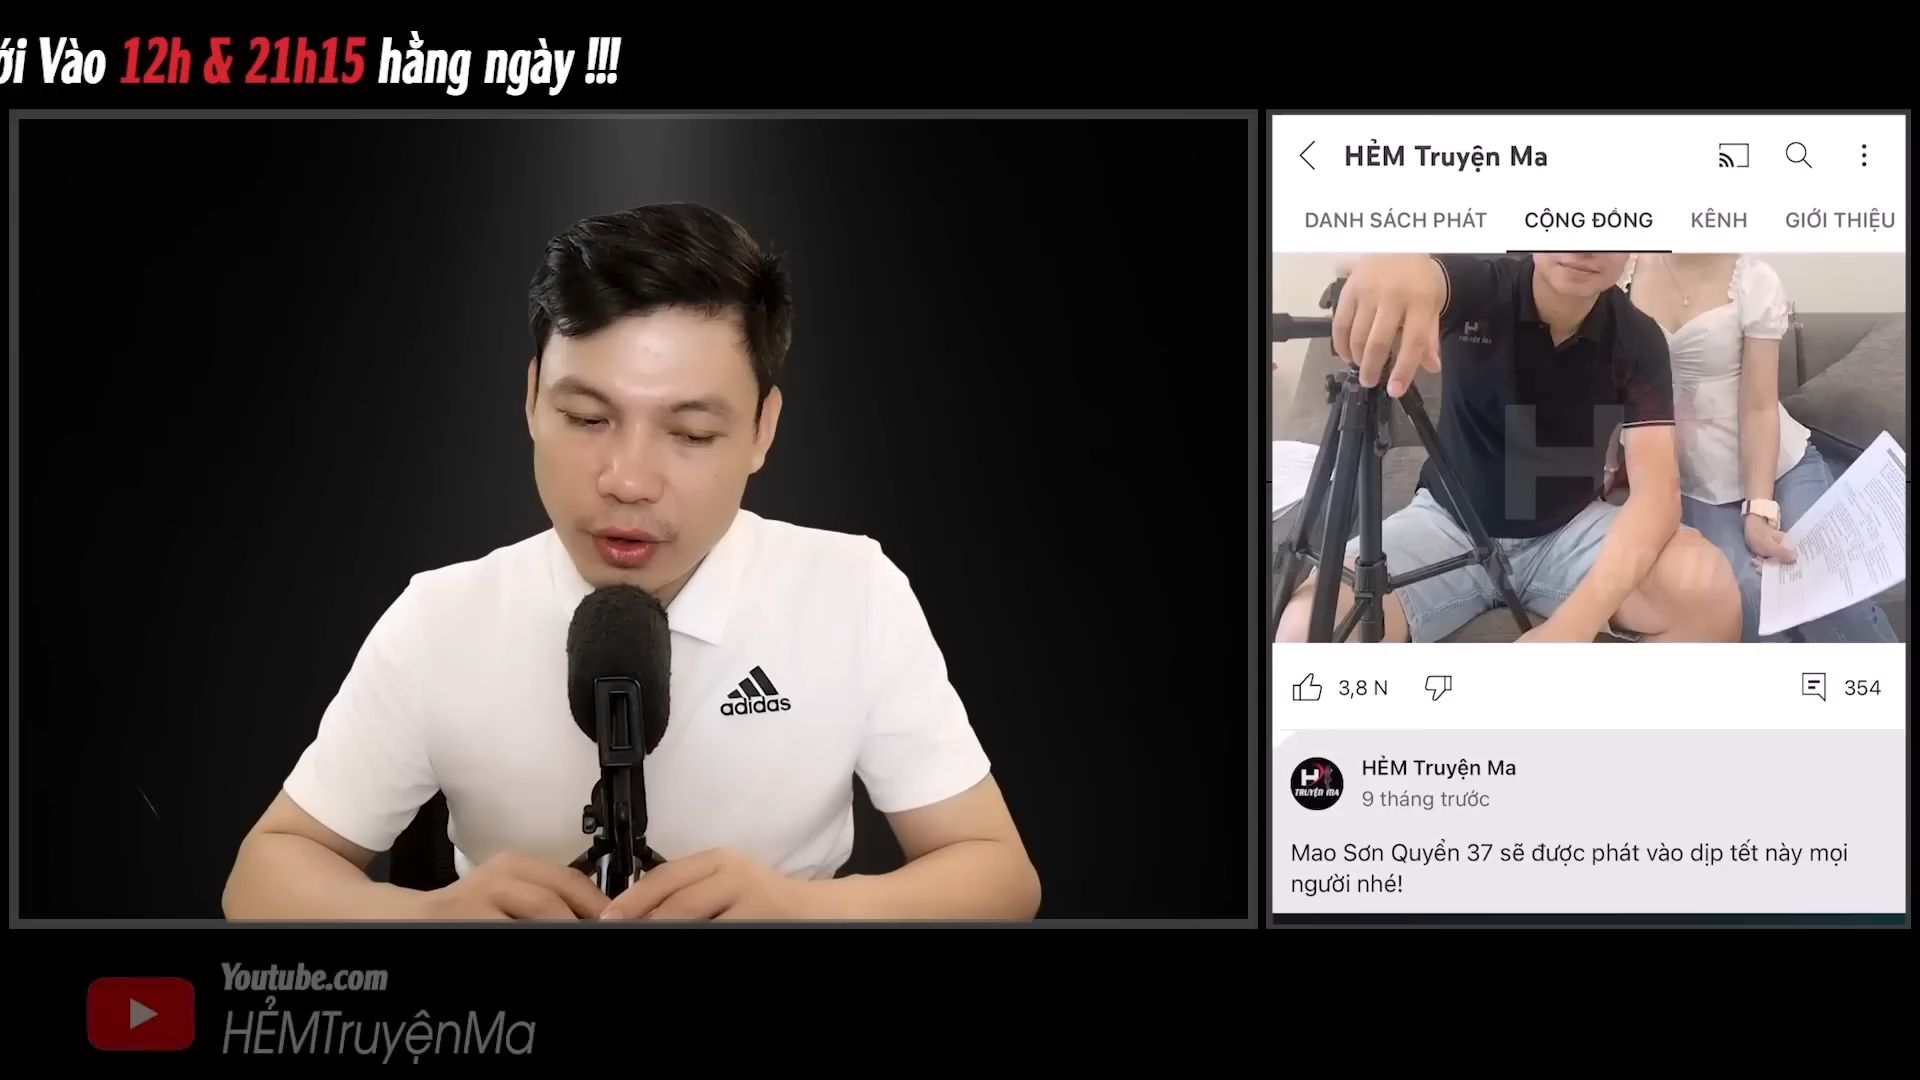 ới Vào 12h & 21h15 hằng ngày !!!
HẺM Truyện Ma
DANH SÁCH PHÁT CỘNG ĐỒNG KÊNH GIỚI THIỆU
H
adidas
3,8 N
354
H
TRUYỆN MA
HẺM Truyện Ma
9 tháng trước
Mao Sơn Quyển 37 sẽ được phát vào dịp tết này mọi
người nhé!
Youtube.com
HẺMTruyệnMa